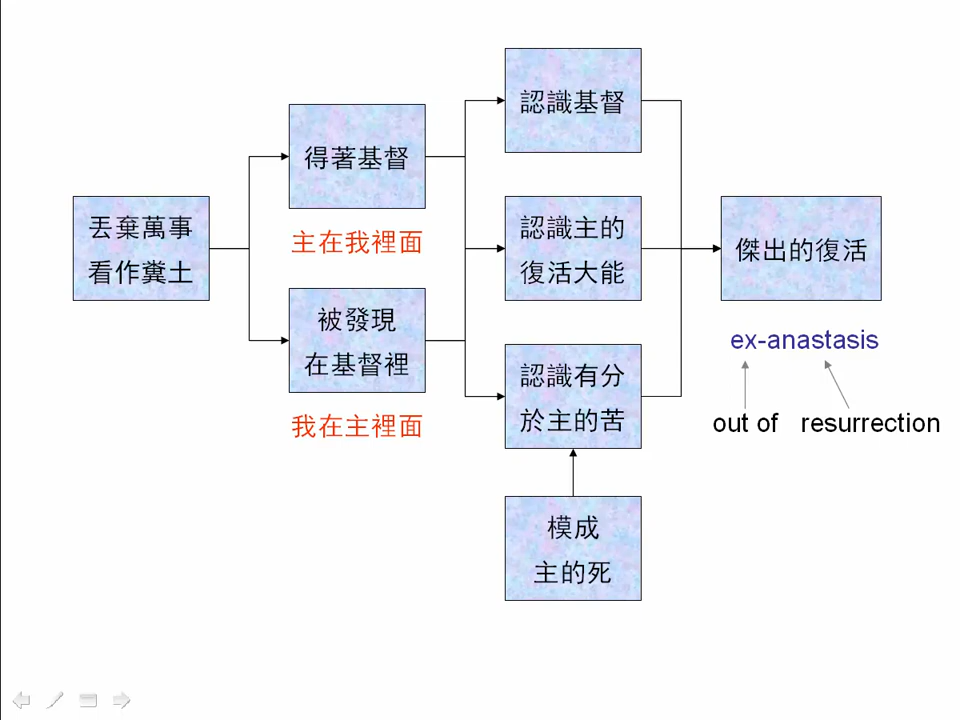 丟棄萬事
看作糞土
得著基督
主在我裡面
被發現
在基督裡
我在主裡面
認識基督
認識主的
復活大能
認識有分
於主的苦
模成
主的死
傑出的復活
ex-anastasis
out of resurrection